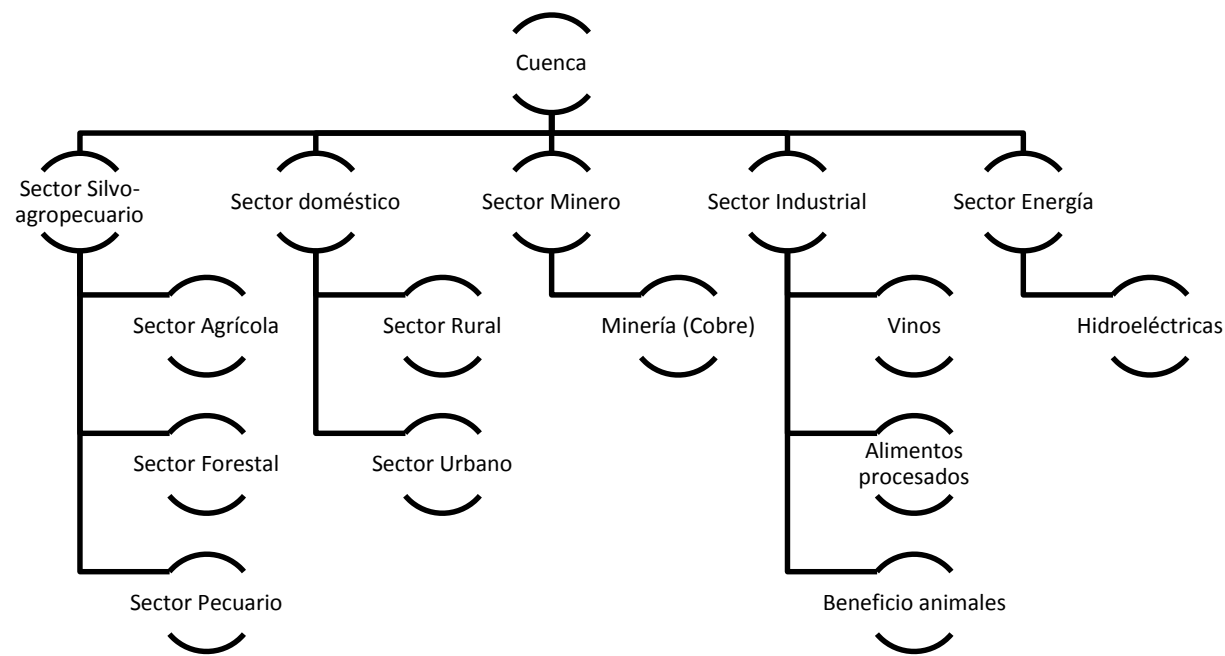 Cuenca
Sector Silvo-
agropecuario
Sector doméstico
Sector Minero
Sector Industrial
Sector Energía
Sector Agrícola
Sector Rural
Minería (Cobre)
Vinos
Hidroeléctricas
Sector Forestal
Sector Urbano
Alimentos
procesados
Sector Pecuario
Beneficio animales